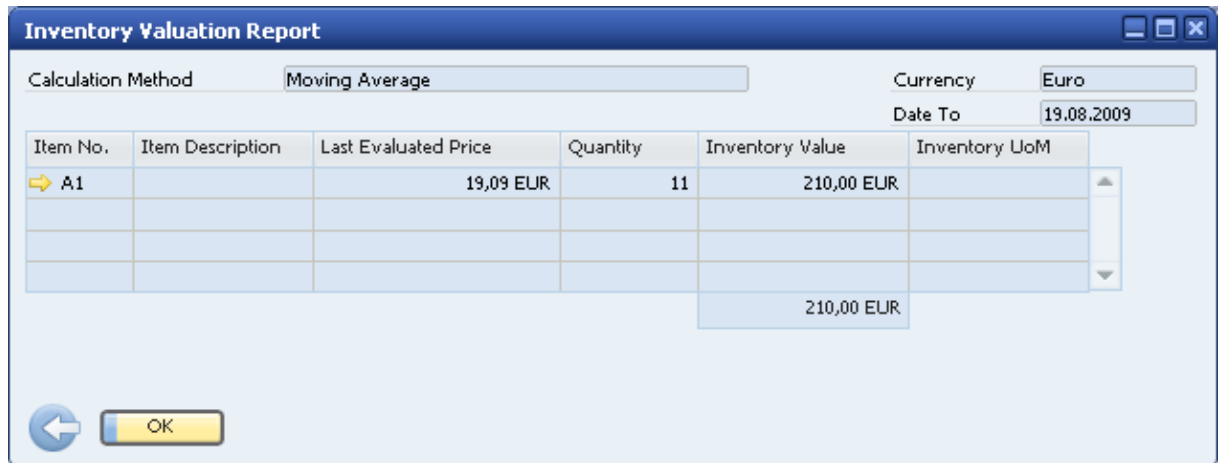 Inventory Valuation Report
Calculation Method Moving Average Currency Euro
Date To 19.08.2009
Item No. Item Description Last Evaluated Price Quantity Inventory Value Inventory UoM
A1 19,09 EUR 11 210,00 EUR
210,00 EUR
OK